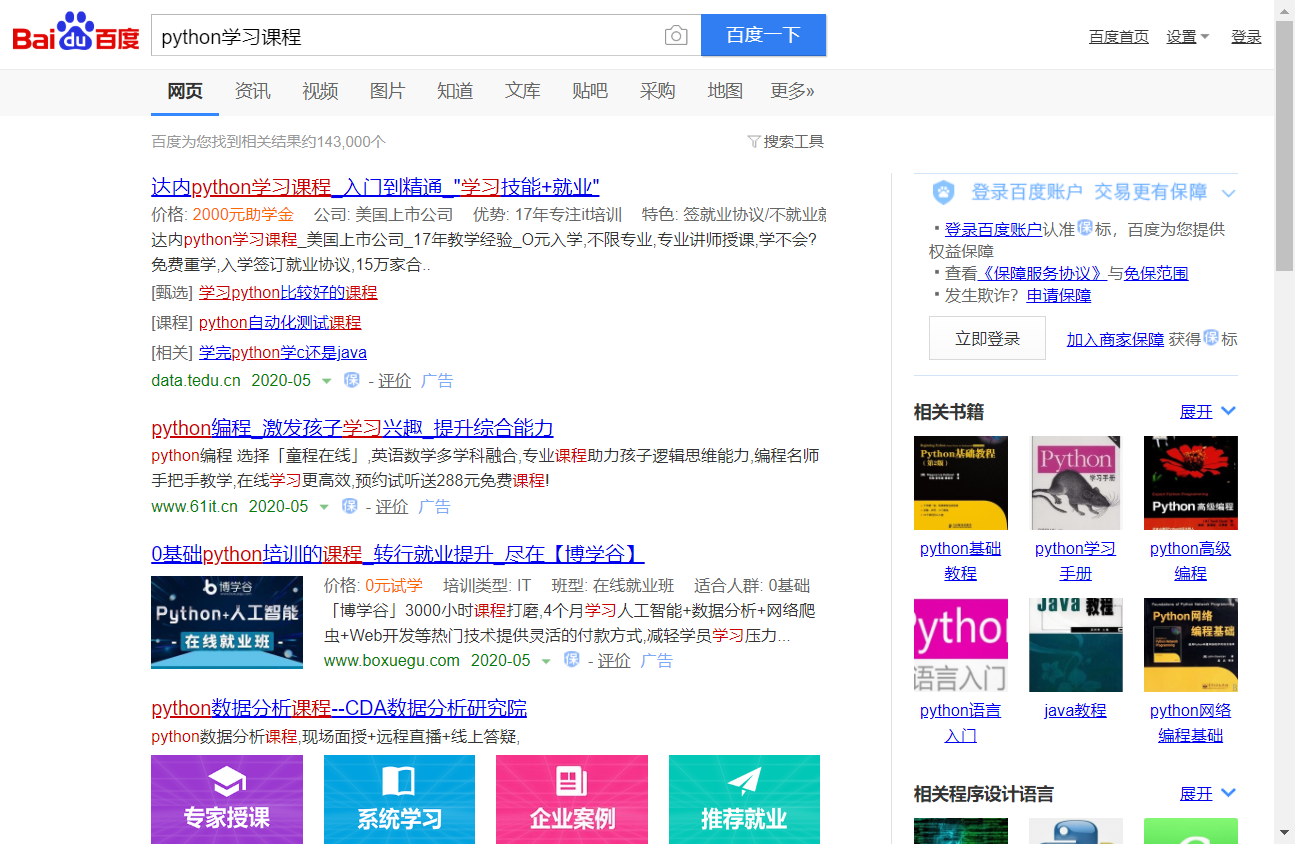 Bai du 百度
python学习课程
百度一下
百度首页 设置 登录
网页 资讯 视频 图片 知道 文库 贴吧 采购 地图 更多»
百度为您找到相关结果约143,000个
搜索工具
达内python学习课程_入门到精通_"学习技能+就业"
价格: 2000元助学金 公司: 美国上市公司 优势: 17年专注it培训 特色: 签就业协议/不就业
达内python学习课程_美国上市公司_17年教学经验_O元入学,不限专业,专业讲师授课,学不会?
免费重学,入学签订就业协议,15万家合..
[甄选] 学习python比较好的课程
[课程] python自动化测试课程
[相关] 学完python学c还是java
data.tedu.cn 2020-05 保 - 评价 广告
python编程_激发孩子学习兴趣_提升综合能力
python编程 选择「童程在线」,英语数学多学科融合,专业课程助力孩子逻辑思维能力,编程名师
手把手教学,在线学习更高效,预约试听送288元免费课程!
www.61it.cn 2020-05 保 - 评价 广告
0基础python培训的课程_转行就业提升_尽在【博学谷】
博学谷
Python+人工智能
- 在线就业班 -
价格: 0元试学 培训类型: IT 班型: 在线就业班 适合人群: 0基础
「博学谷」3000小时课程打磨,4个月学习人工智能+数据分析+网络爬
虫+Web开发等热门技术提供灵活的付款方式,减轻学员学习压力...
www.boxuegu.com 2020-05 保 - 评价 广告
python数据分析课程--CDA数据分析研究院
python数据分析课程,现场面授+远程直播+线上答疑,
专家授课 系统学习 企业案例 推荐就业
登录百度账户 交易更有保障
·登录百度账户认准保标，百度为您提供
权益保障
·查看《保障服务协议》与免保范围
·发生欺诈？申请保障
立即登录 加入商家保障 获得保标
相关书籍 展开
Python基础教程
（第2版）
Python
学习手册
Python高级编程
python基础
教程
python学习
手册
python高级
编程
ytho
语言入门
Java 教程
Python网络
编程基础
python语言
入门
java教程
python网络
编程基础
相关程序设计语言 展开